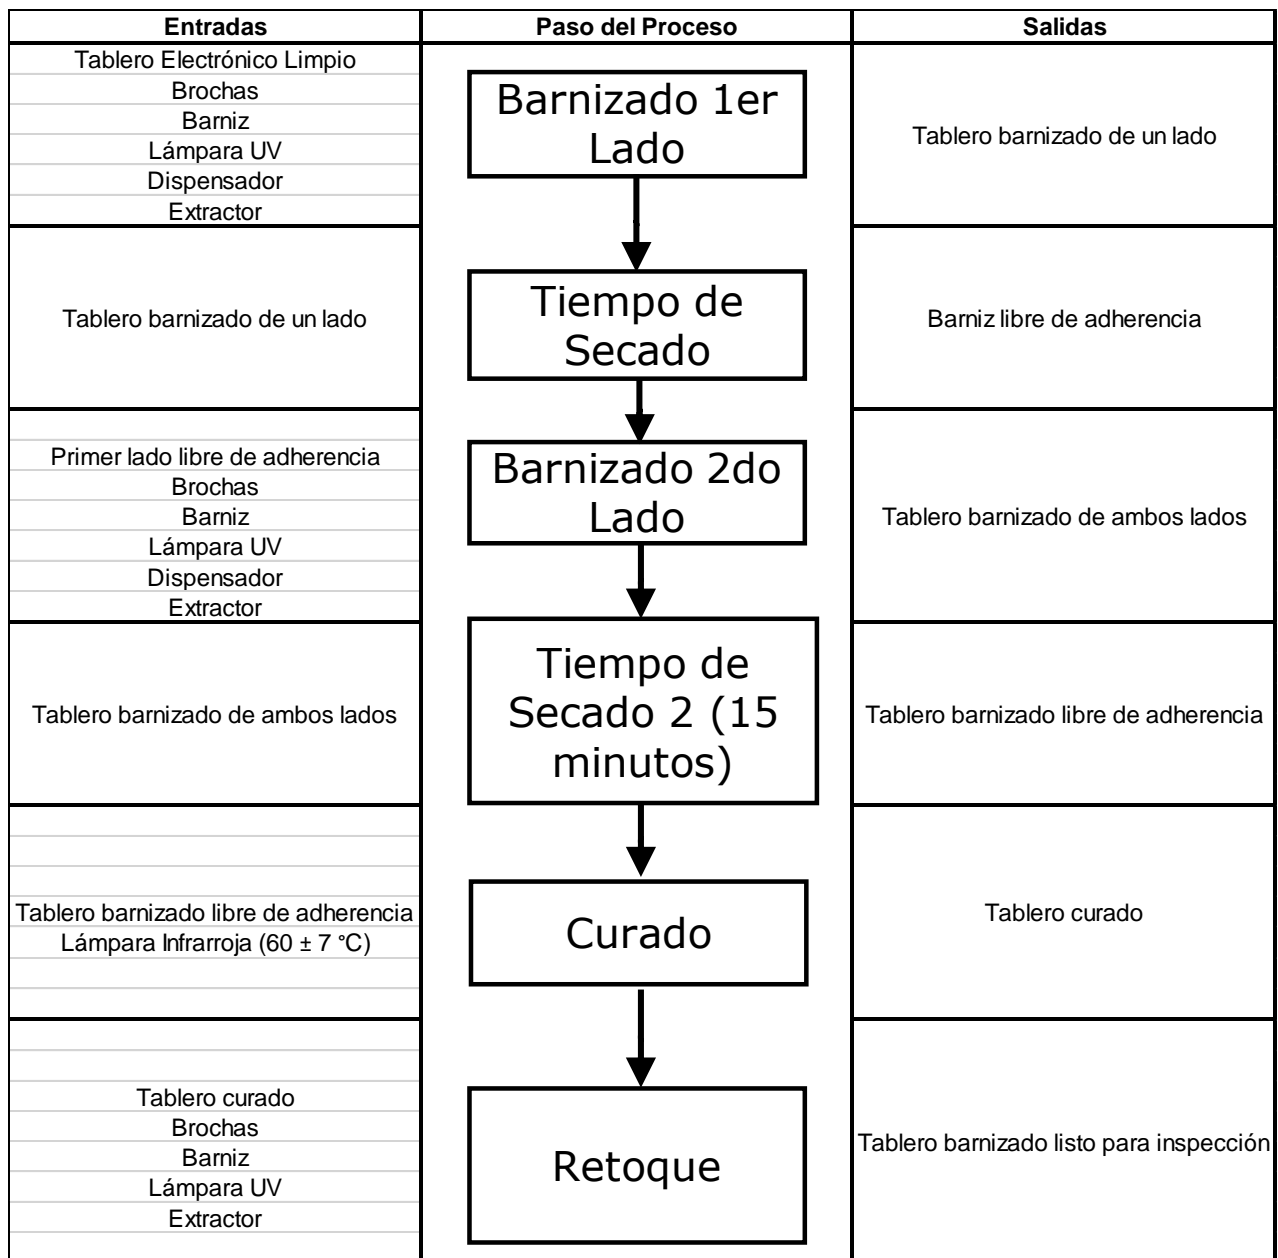 Entradas Paso del Proceso Salidas
Tablero Electrónico Limpio
Brochas
Barniz
Lámpara UV
Dispensador
Extractor
Barnizado 1er
Lado
Tablero barnizado de un lado
Tablero barnizado de un lado
Tiempo de
Secado
Barniz libre de adherencia
Primer lado libre de adherencia
Brochas
Barniz
Lámpara UV
Dispensador
Extractor
Barnizado 2do
Lado
Tablero barnizado de ambos lados
Tablero barnizado de ambos lados
Tiempo de
Secado 2 (15
minutos)
Tablero barnizado libre de adherencia
Tablero barnizado libre de adherencia
Lámpara Infrarroja (60 ± 7 °C)
Curado
Tablero curado
Tablero curado
Brochas
Barniz
Lámpara UV
Extractor
Retoque
Tablero barnizado listo para inspección